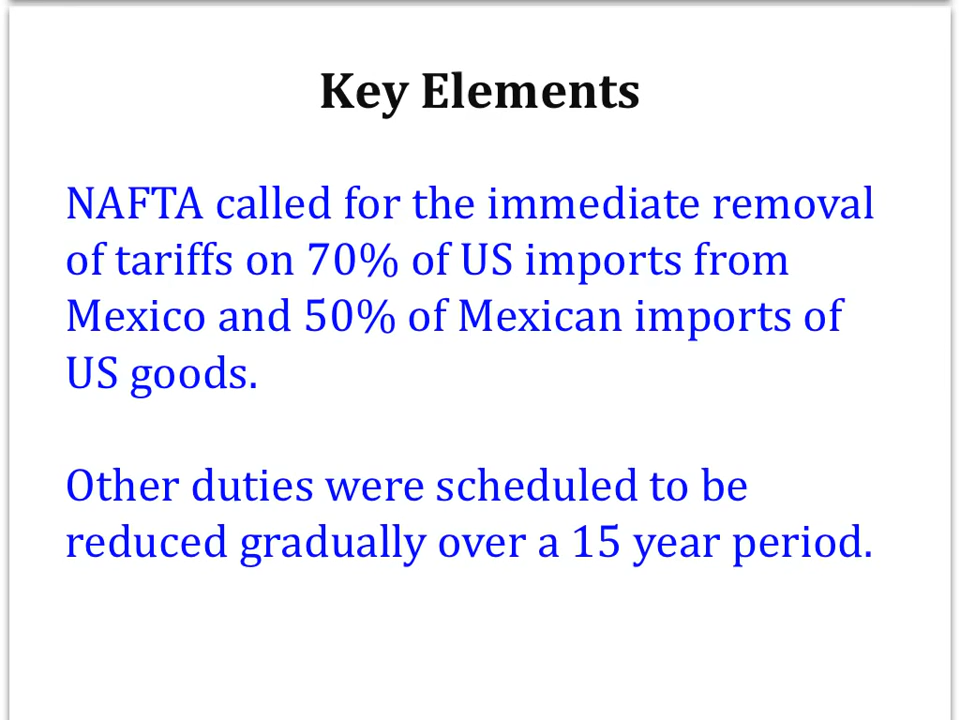 Key Elements
NAFTA called for the immediate removal
of tariffs on 70% of US imports from
Mexico and 50% of Mexican imports of
US goods.
Other duties were scheduled to be
reduced gradually over a 15 year period.